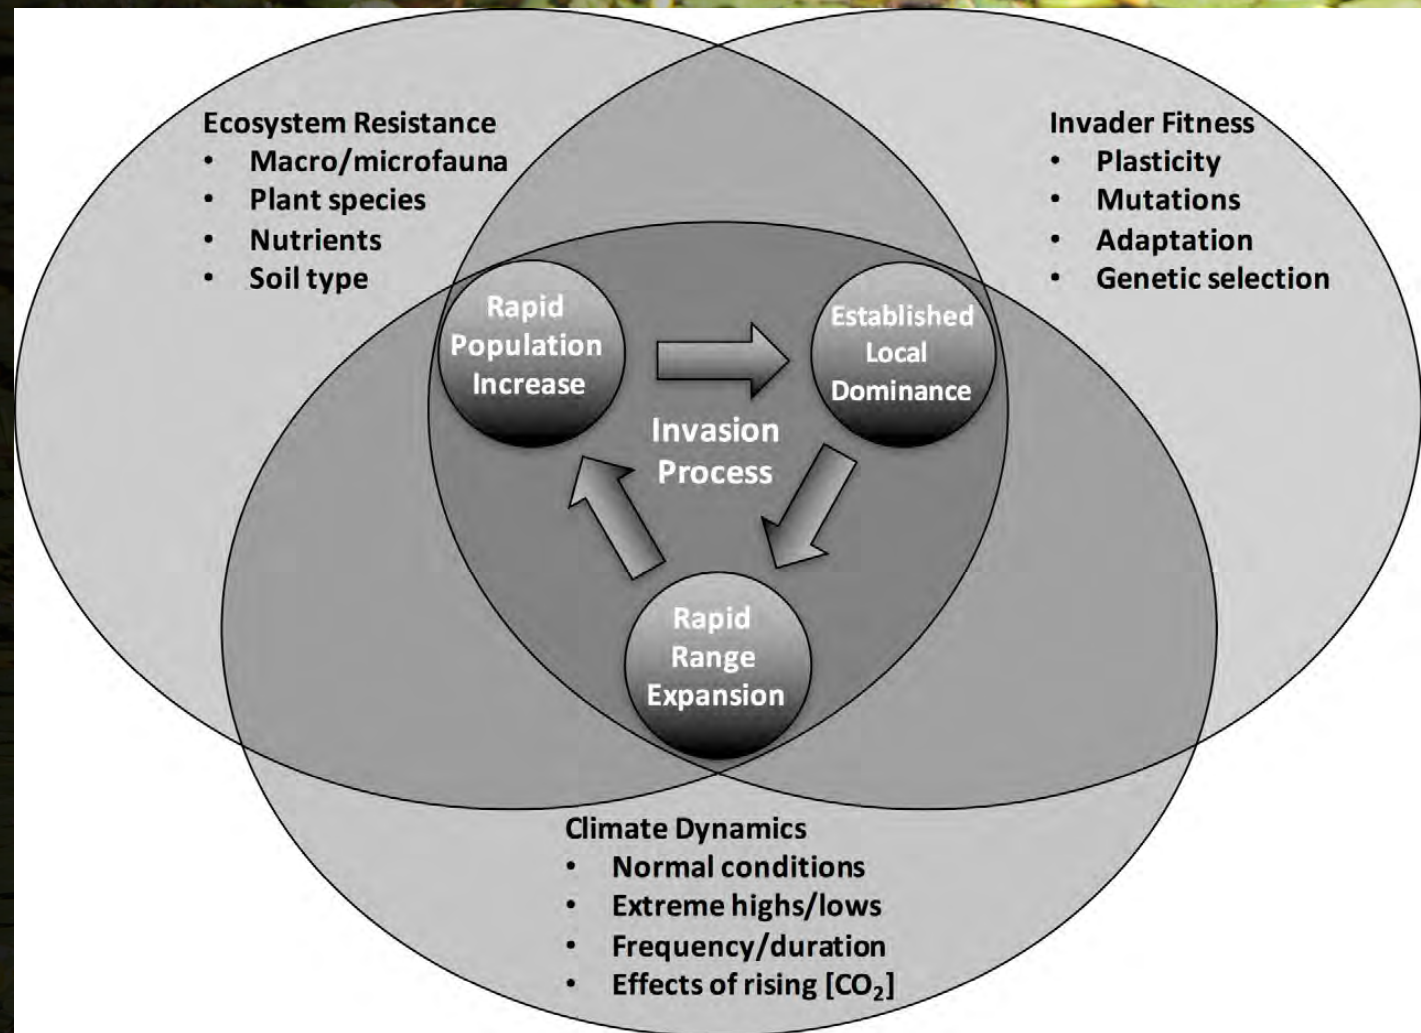 Ecosystem Resistance
• Macro/microfauna
• Plant species
• Nutrients
• Soil type
Invader Fitness
• Plasticity
• Mutations
• Adaptation
• Genetic selection
Rapid
Population
Increase
Established
Local
Dominance
Invasion
Process
Rapid
Range
Expansion
Climate Dynamics
• Normal conditions
• Extreme highs/lows
• Frequency/duration
• Effects of rising [CO₂]